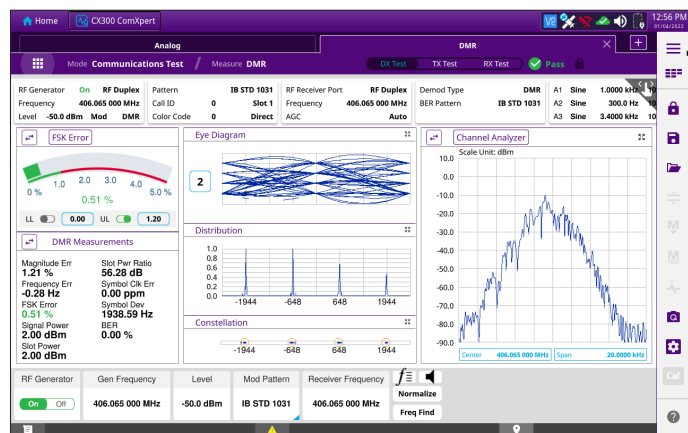 Home
CX300 ComXpert
V2
12:56 PM
01/04/2022
Analog
DMR
Mode Communications Test / Measure DMR
DX Test
TX Test
RX Test
Pass
RF Generator On RF Duplex
Frequency 406.065 000 MHz
Level -50.0 dBm Mod DMR
Pattern IB STD 1031
Call ID 0 Slot 1
Color Code 0 Direct
RF Receiver Port RF Duplex
Frequency 406.065 000 MHz
AGC Auto
Demod Type DMR
BER Pattern IB STD 1031
A1 Sine 1.0000 kHz 10
A2 Sine 300.0 Hz 10
A3 Sine 3.4000 kHz 10
FSK Error
0 %
1.0
2.0
3.0
4.0
5.0 %
0.51 %
LL 0.00 UL 1.20
DMR Measurements
Magnitude Err
1.21 %
Frequency Err
-0.28 Hz
FSK Error
0.51 %
Signal Power
2.00 dBm
Slot Power
2.00 dBm
Slot Pwr Ratio
56.28 dB
Symbol Clk Err
0.00 ppm
Symbol Dev
1938.59 Hz
BER
0.00 %
Eye Diagram
2
Distribution
1.0
0.8
0.6
0.4
0.2
0.0
-1944 -648 648 1944
Constellation
-1944 -648 648 1944
Channel Analyzer
Scale Unit: dBm
10.0
0.0
-10.0
-20.0
-30.0
-40.0
-50.0
-60.0
-70.0
-80.0
-90.0
Center 406.065 000 MHz
Span 20.0000 kHz
RF Generator
On Off
Gen Frequency
406.065 000 MHz
Level
-50.0 dBm
Mod Pattern
IB STD 1031
Receiver Frequency
406.065 000 MHz
Normalize
Freq Find
M
M
Cal